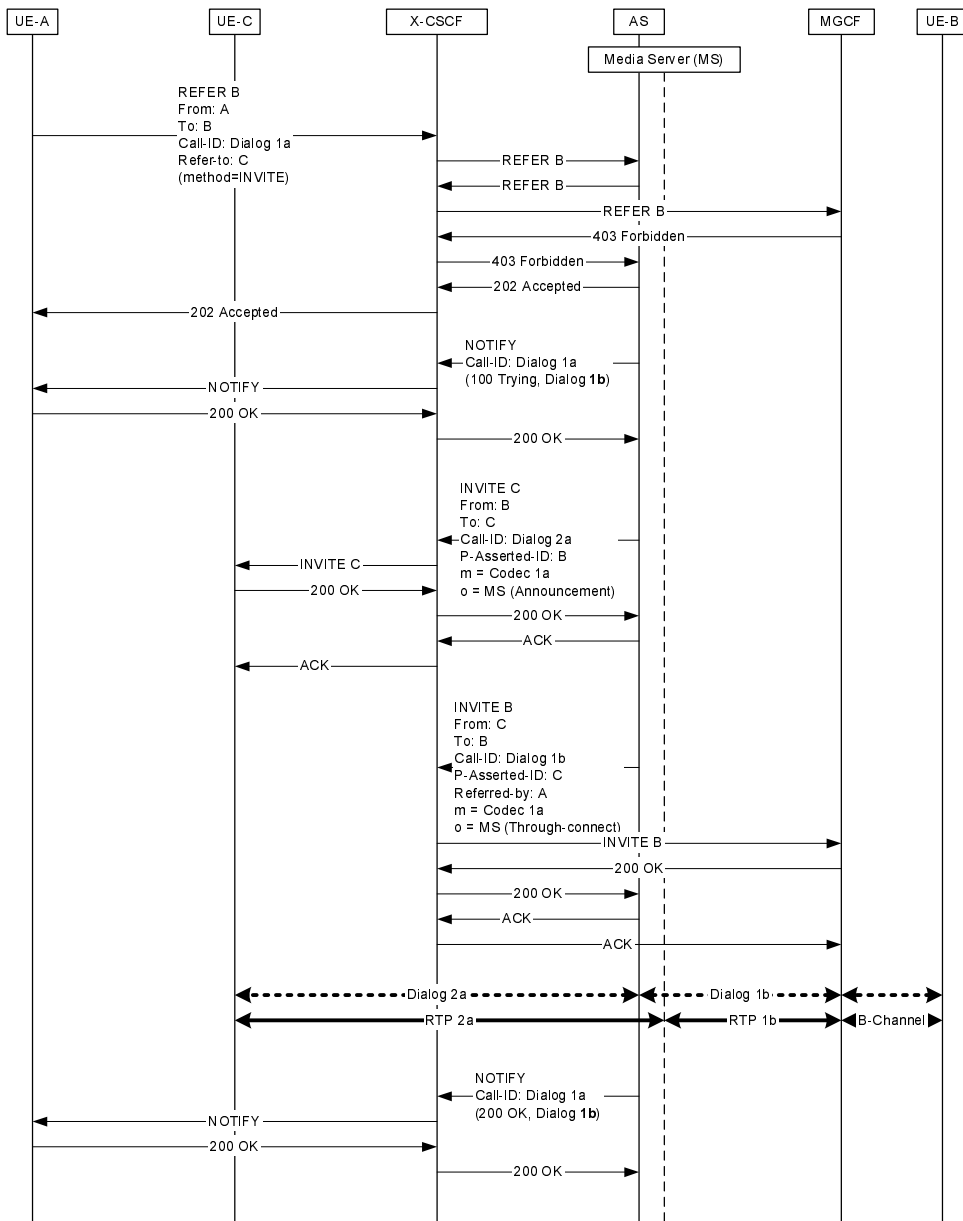 UE-A
UE-C
X-CSCF
AS
MGCF
UE-B
Media Server (MS)
REFER B
From: A
To: B
Call-ID: Dialog 1a
Refer-to: C
(method=INVITE)
REFER B
REFER B
REFER B
403 Forbidden
403 Forbidden
202 Accepted
202 Accepted
NOTIFY
Call-ID: Dialog 1a
(100 Trying, Dialog 1b)
NOTIFY
200 OK
200 OK
INVITE C
From: B
To: C
Call-ID: Dialog 2a
P-Asserted-ID: B
m = Codec 1a
o = MS (Announcement)
INVITE C
200 OK
200 OK
ACK
ACK
INVITE B
From: C
To: B
Call-ID: Dialog 1b
P-Asserted-ID: C
Referred-by: A
m = Codec 1a
o = MS (Through-connect)
INVITE B
200 OK
200 OK
ACK
ACK
Dialog 2a
Dialog 1b
RTP 2a
RTP 1b
B-Channel
NOTIFY
Call-ID: Dialog 1a
(200 OK, Dialog 1b)
NOTIFY
200 OK
200 OK